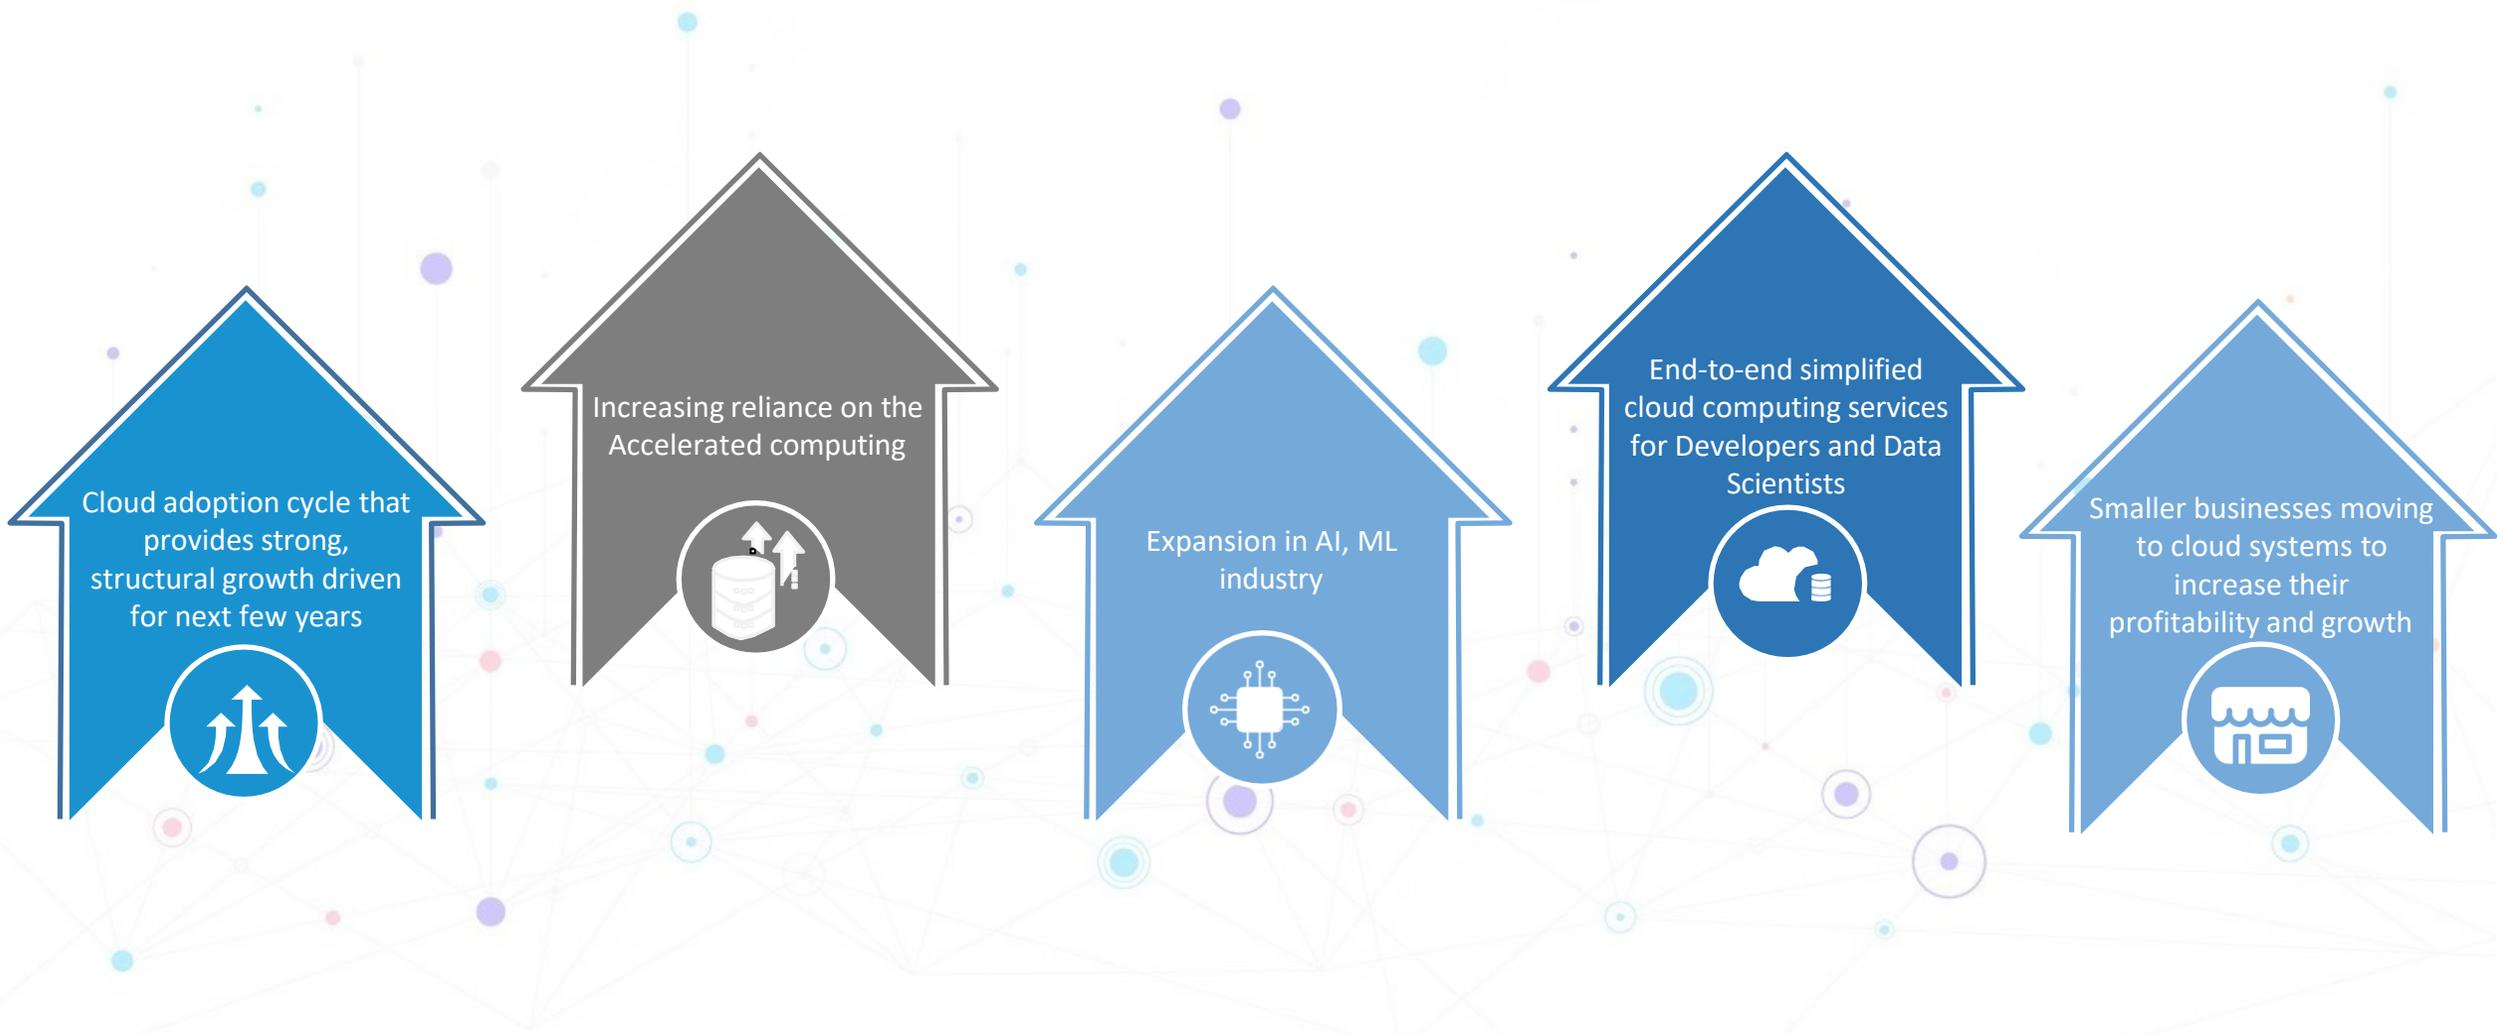 Cloud adoption cycle that
provides strong,
structural growth driven
for next few years
Increasing reliance on the
Accelerated computing
Expansion in AI, ML
industry
End-to-end simplified
cloud computing services
for Developers and Data
Scientists
Smaller businesses moving
to cloud systems to
increase their
profitability and growth